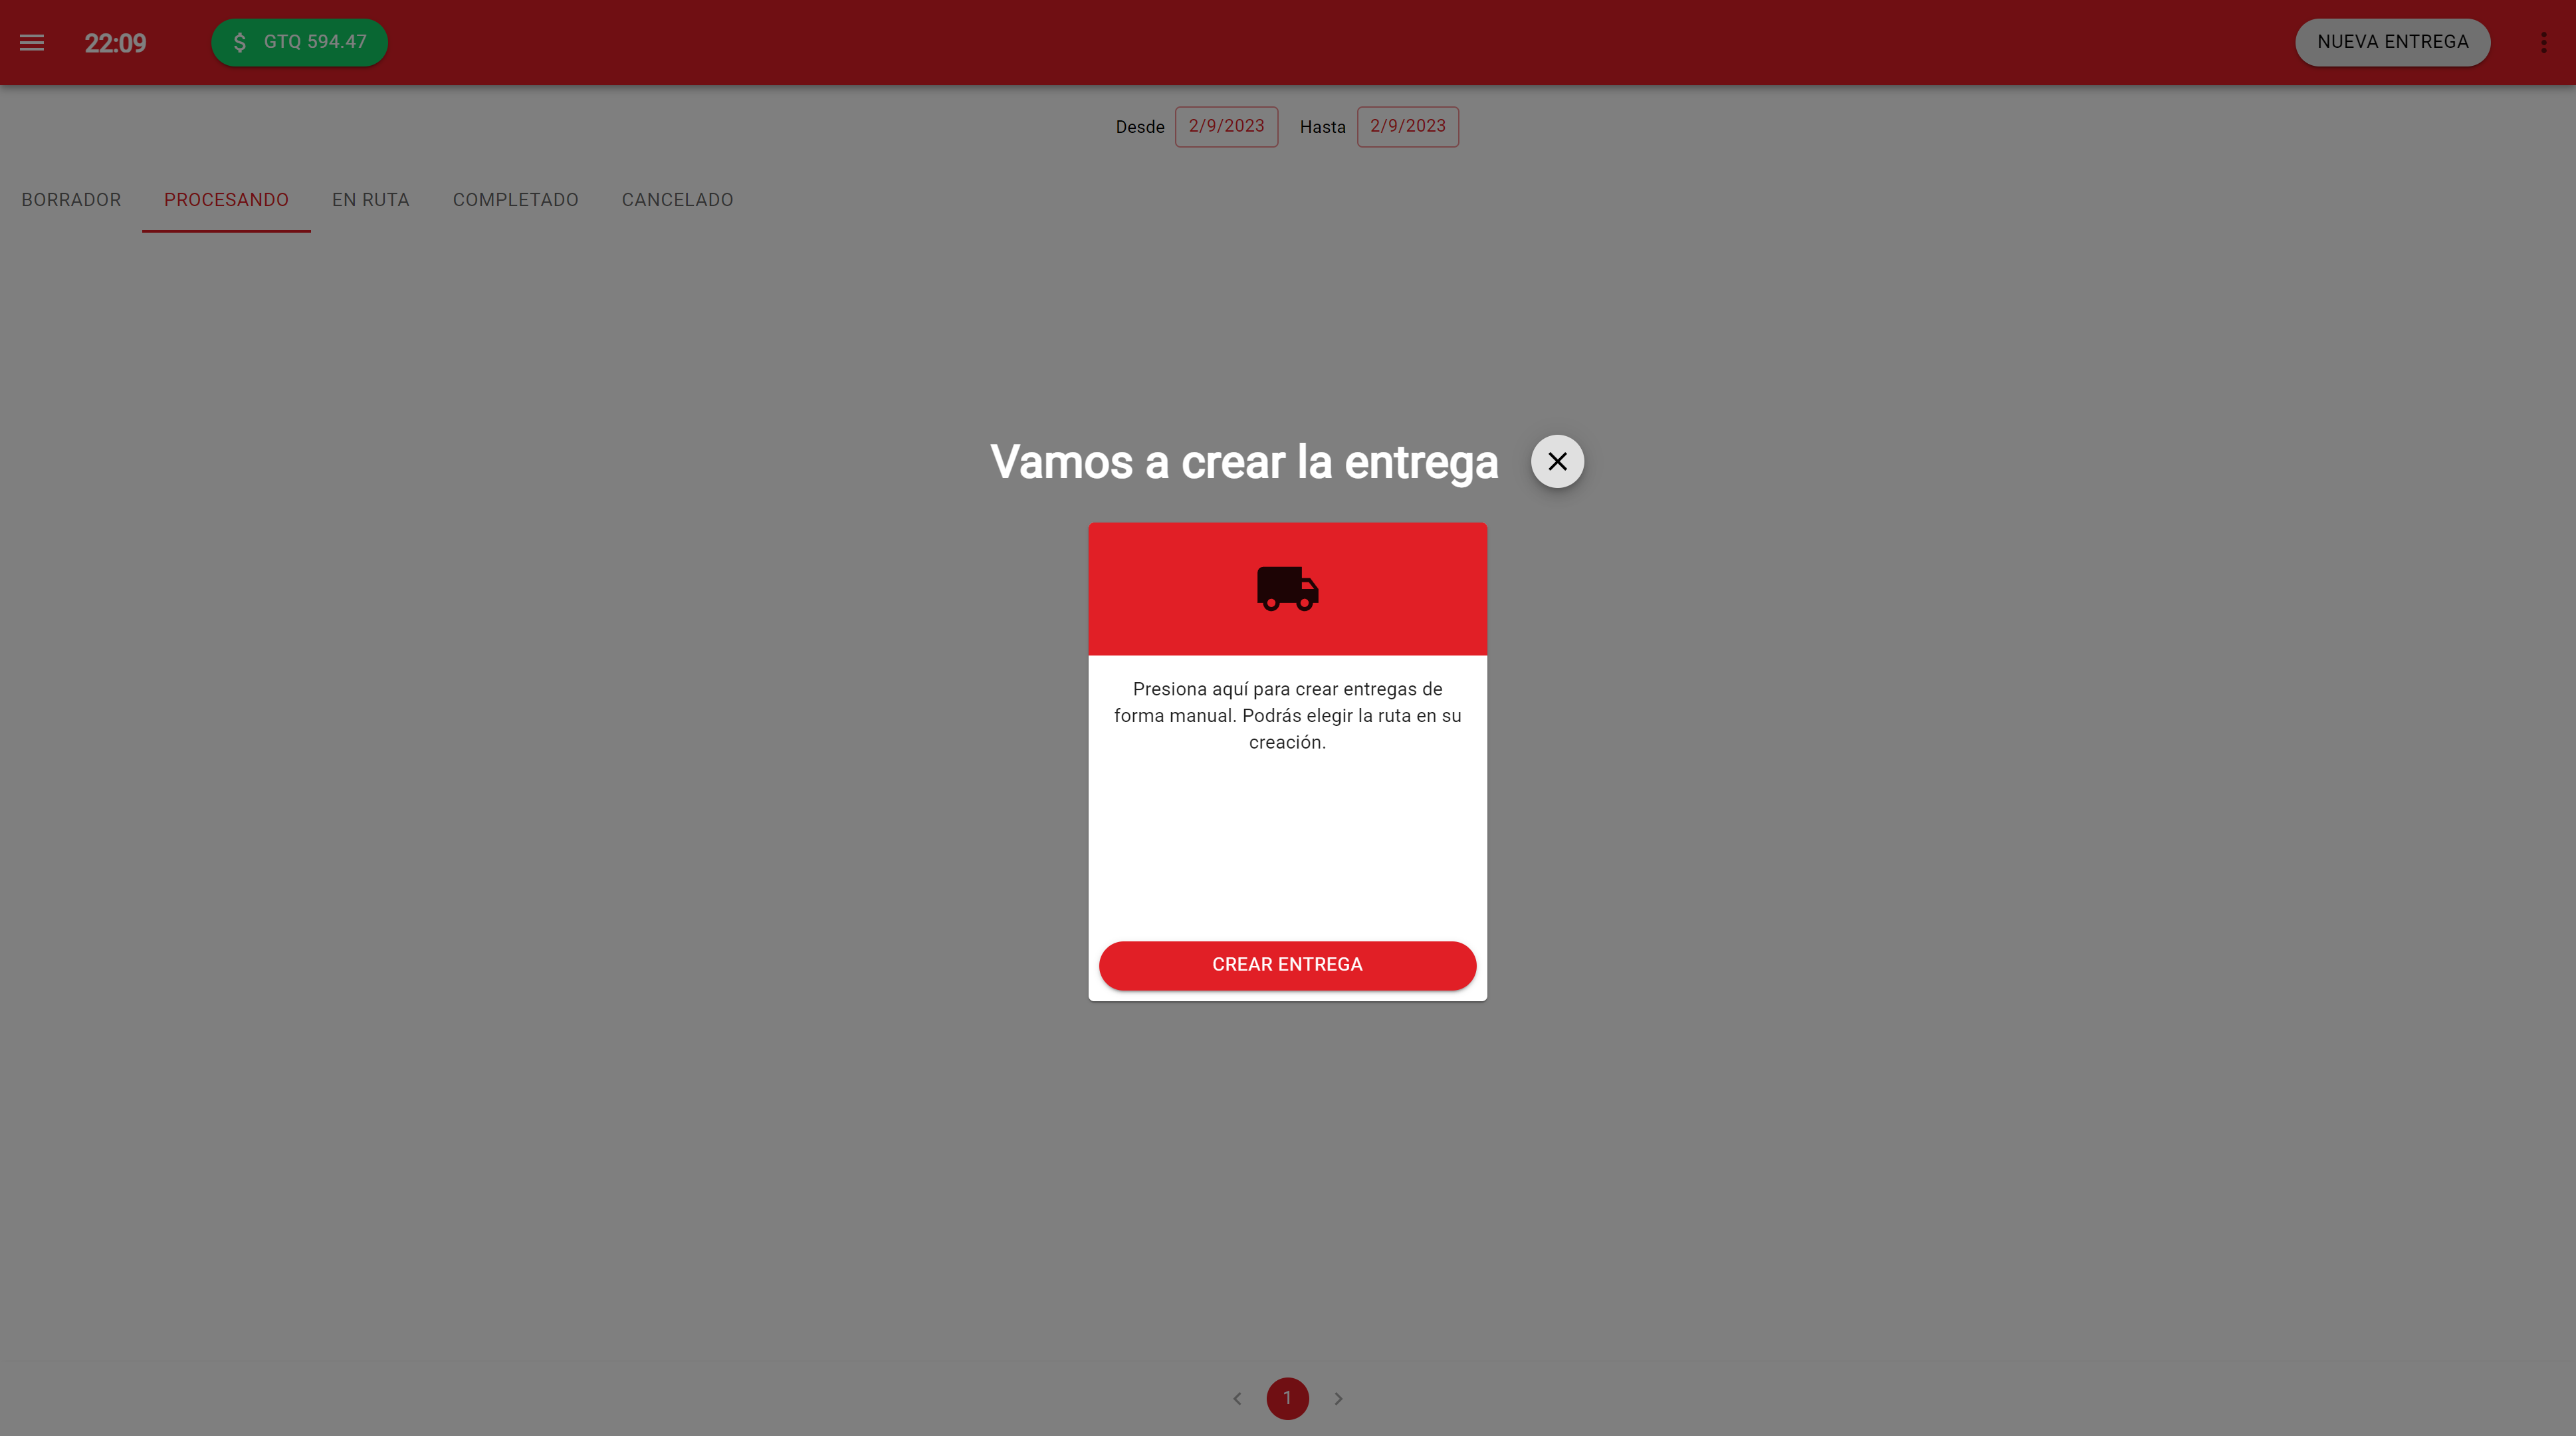 22:09
$ GTQ 594.47
NUEVA ENTREGA
Desde 2/9/2023 Hasta 2/9/2023
BORRADOR PROCESANDO EN RUTA COMPLETADO CANCELADO
Vamos a crear la entrega
Presiona aquí para crear entregas de
forma manual. Podrás elegir la ruta en su
creación.
CREAR ENTREGA
1